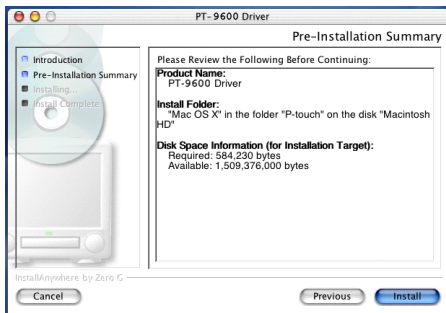 PT-9600 Driver
Pre-Installation Summary
Introduction
Pre-Installation Summary
Installing...
Install Complete
Please Review the Following Before Continuing:
Product Name:
PT-9600 Driver
Install Folder:
"Mac OS X" in the folder "P-touch" on the disk "Macintosh
HD"
Disk Space Information (for Installation Target):
Required: 584,230 bytes
Available: 1,509,376,000 bytes
InstallAnywhere by Zero G
Cancel
Previous
Install